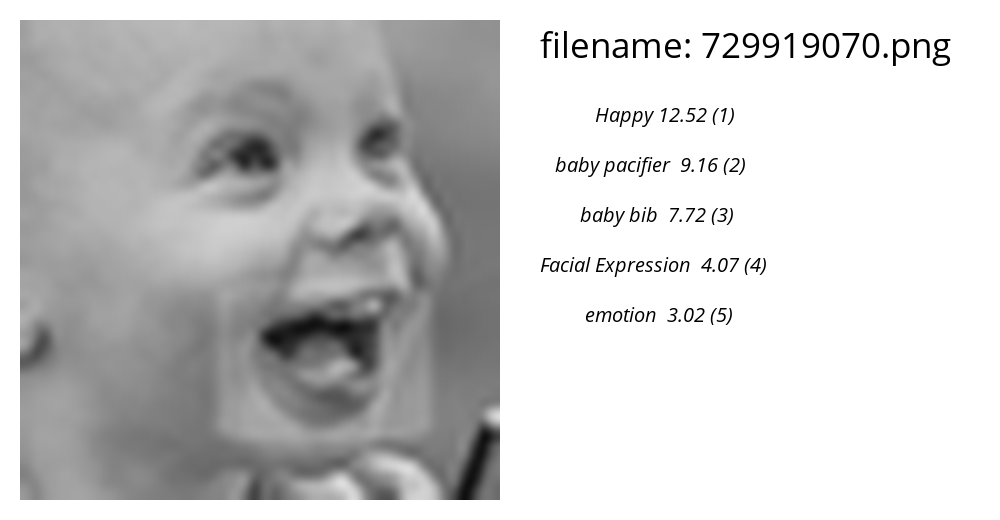 filename: 729919070.png
Happy 12.52 (1)
baby pacifier 9.16 (2)
baby bib 7.72 (3)
Facial Expression 4.07 (4)
emotion 3.02 (5)